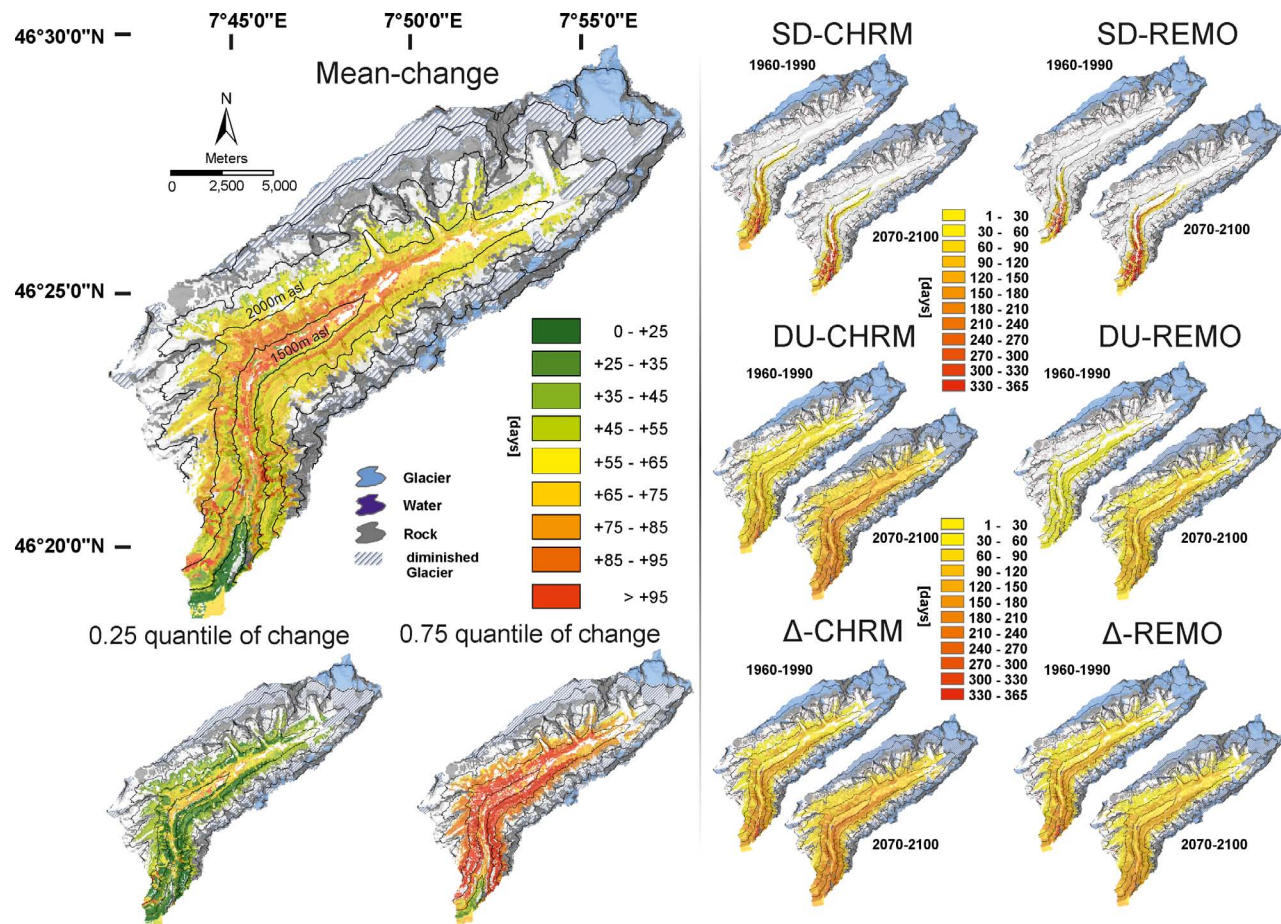 7°45'0"E
7°50'0"E
7°55'0"E
46°30'0"N
46°25'0"N
46°20'0"N
Mean-change
N
Meters
0 2,500 5,000
2000m asl
1500m asl
[days]
0 - +25
+25 - +35
+35 - +45
+45 - +55
+55 - +65
+65 - +75
+75 - +85
+85 - +95
> +95
Glacier
Water
Rock
diminished
Glacier
0.25 quantile of change
0.75 quantile of change
SD-CHRM
1960-1990
2070-2100
SD-REMO
1960-1990
2070-2100
[days]
1 - 30
30 - 60
60 - 90
90 - 120
120 - 150
150 - 180
180 - 210
210 - 240
240 - 270
270 - 300
300 - 330
330 - 365
DU-CHRM
1960-1990
2070-2100
DU-REMO
1960-1990
2070-2100
[days]
1 - 30
30 - 60
60 - 90
90 - 120
120 - 150
150 - 180
180 - 210
210 - 240
240 - 270
270 - 300
300 - 330
330 - 365
Δ-CHRM
1960-1990
2070-2100
Δ-REMO
1960-1990
2070-2100